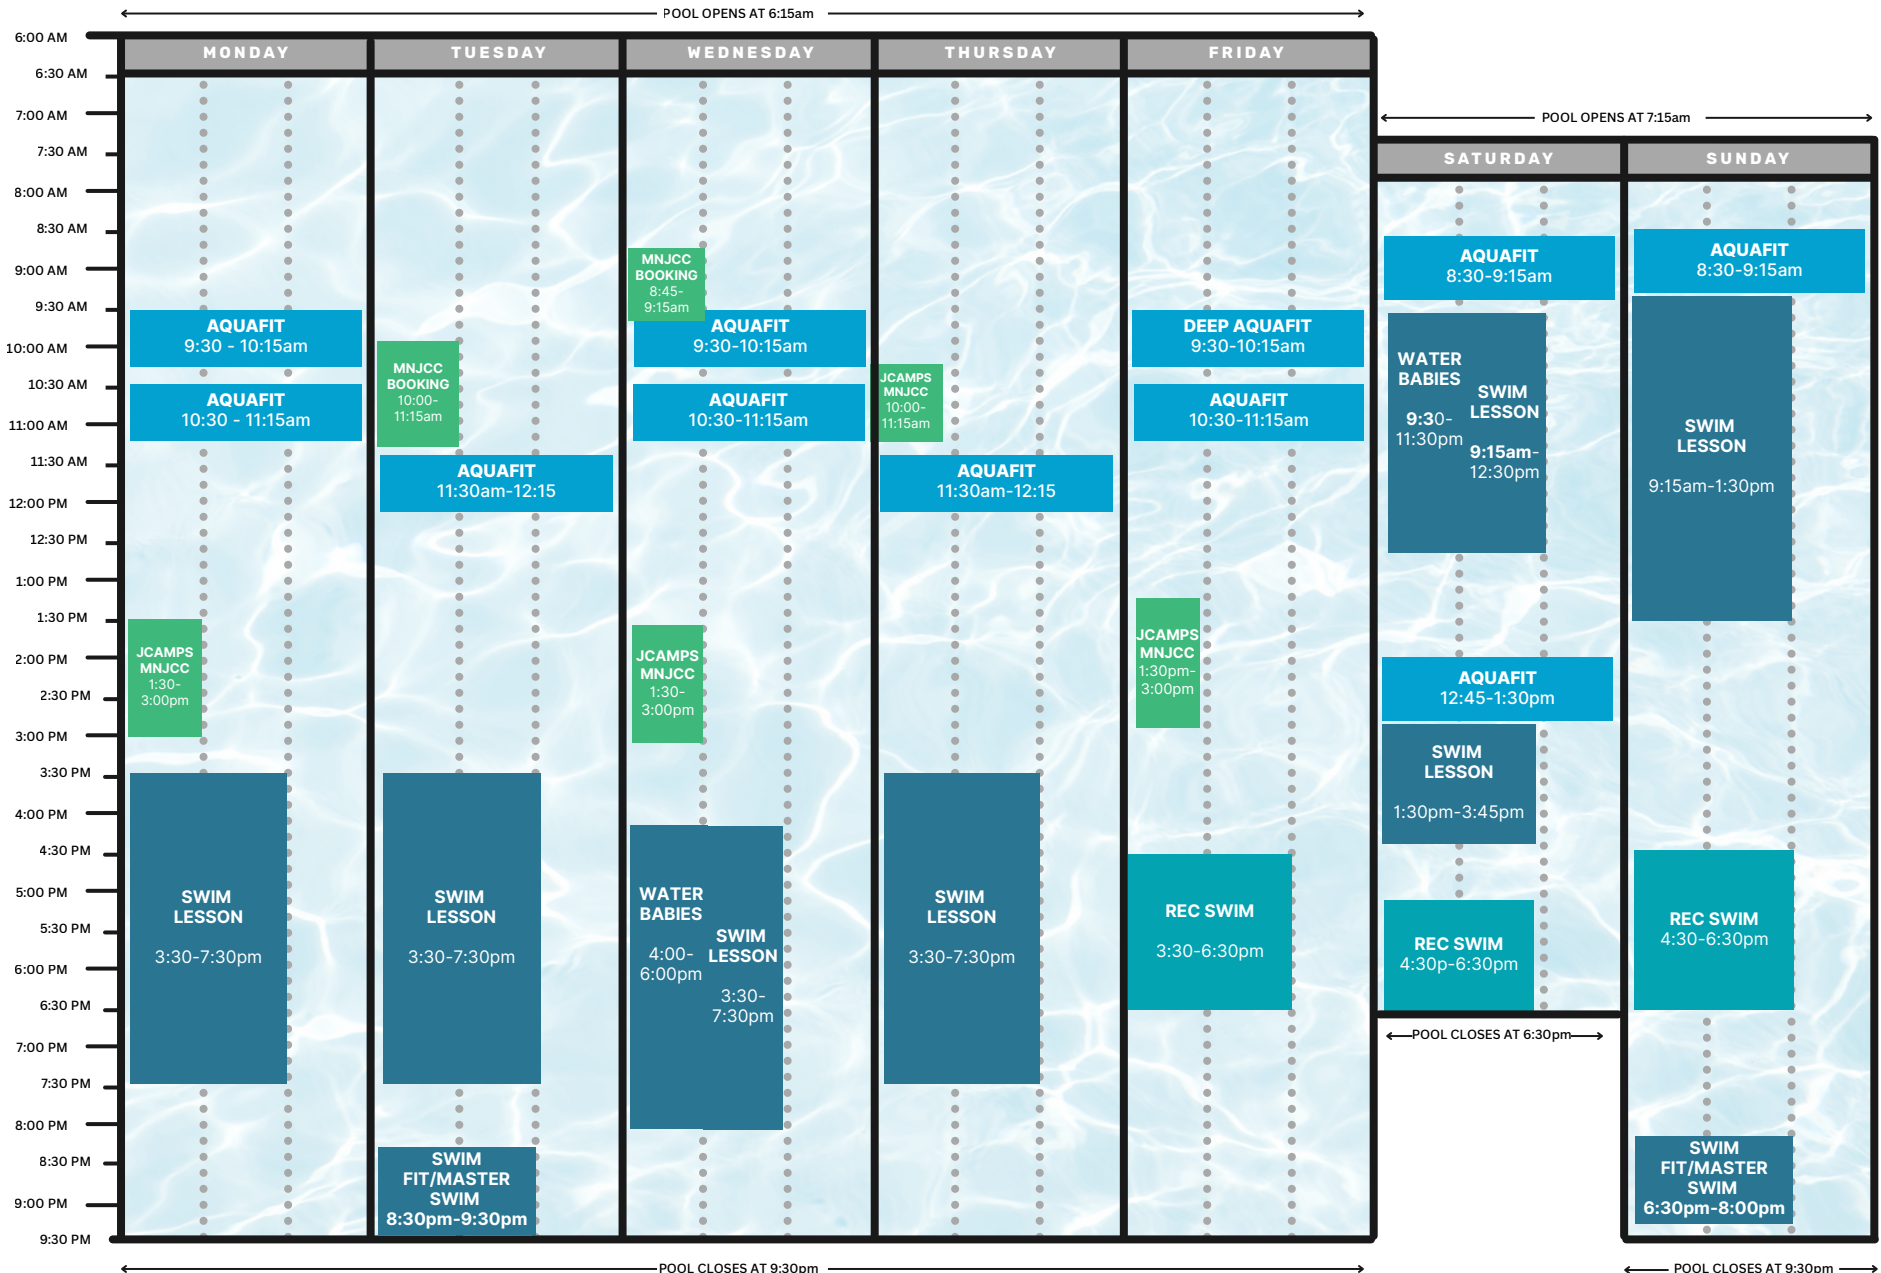 POOL OPENS AT 6:15am
6:00 AM
6:30 AM
7:00 AM
7:30 AM
8:00 AM
8:30 AM
9:00 AM
9:30 AM
10:00 AM
10:30 AM
11:00 AM
11:30 AM
12:00 PM
12:30 PM
1:00 PM
1:30 PM
2:00 PM
2:30 PM
3:00 PM
3:30 PM
4:00 PM
4:30 PM
5:00 PM
5:30 PM
6:00 PM
6:30 PM
7:00 PM
7:30 PM
8:00 PM
8:30 PM
9:00 PM
9:30 PM
MONDAY
AQUAFIT
9:30 - 10:15am
AQUAFIT
10:30 - 11:15am
JCAMPS
MNJCC
1:30-
3:00pm
SWIM
LESSON
3:30-7:30pm
TUESDAY
MNJCC
BOOKING
10:00-
11:15am
AQUAFIT
11:30am-12:15
SWIM
LESSON
3:30-7:30pm
SWIM
FIT/MASTER
SWIM
8:30pm-9:30pm
WEDNESDAY
MNJCC
BOOKING
8:45-
9:15am
AQUAFIT
9:30-10:15am
AQUAFIT
10:30-11:15am
JCAMPS
MNJCC
1:30-
3:00pm
WATER
BABIES
4:00-
6:00pm
SWIM
LESSON
3:30-
7:30pm
THURSDAY
JCAMPS
MNJCC
10:00-
11:15am
AQUAFIT
11:30am-12:15
SWIM
LESSON
3:30-7:30pm
FRIDAY
DEEP AQUAFIT
9:30-10:15am
AQUAFIT
10:30-11:15am
JCAMPS
MNJCC
1:30pm-
3:00pm
REC SWIM
3:30-6:30pm
POOL OPENS AT 7:15am
SATURDAY
AQUAFIT
8:30-9:15am
WATER
BABIES
9:30-
11:30pm
SWIM
LESSON
9:15am-
12:30pm
AQUAFIT
12:45-1:30pm
SWIM
LESSON
1:30pm-3:45pm
REC SWIM
4:30p-6:30pm
POOL CLOSES AT 6:30pm
SUNDAY
AQUAFIT
8:30-9:15am
SWIM
LESSON
9:15am-1:30pm
REC SWIM
4:30-6:30pm
SWIM
FIT/MASTER
SWIM
6:30pm-8:00pm
POOL CLOSES AT 9:30pm
POOL CLOSES AT 9:30pm